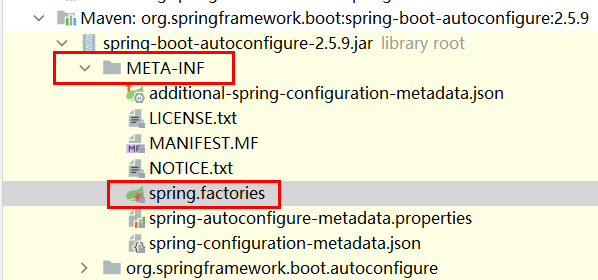 Maven: org.springframework.boot:spring-boot-autoconfigure:2.5.9
spring-boot-autoconfigure-2.5.9.jar library root
META-INF
additional-spring-configuration-metadata.json
LICENSE.txt
MF MANIFEST.MF
NOTICE.txt
spring.factories
spring-autoconfigure-metadata.properties
spring-configuration-metadata.json
org.springframework.boot.autoconfigure